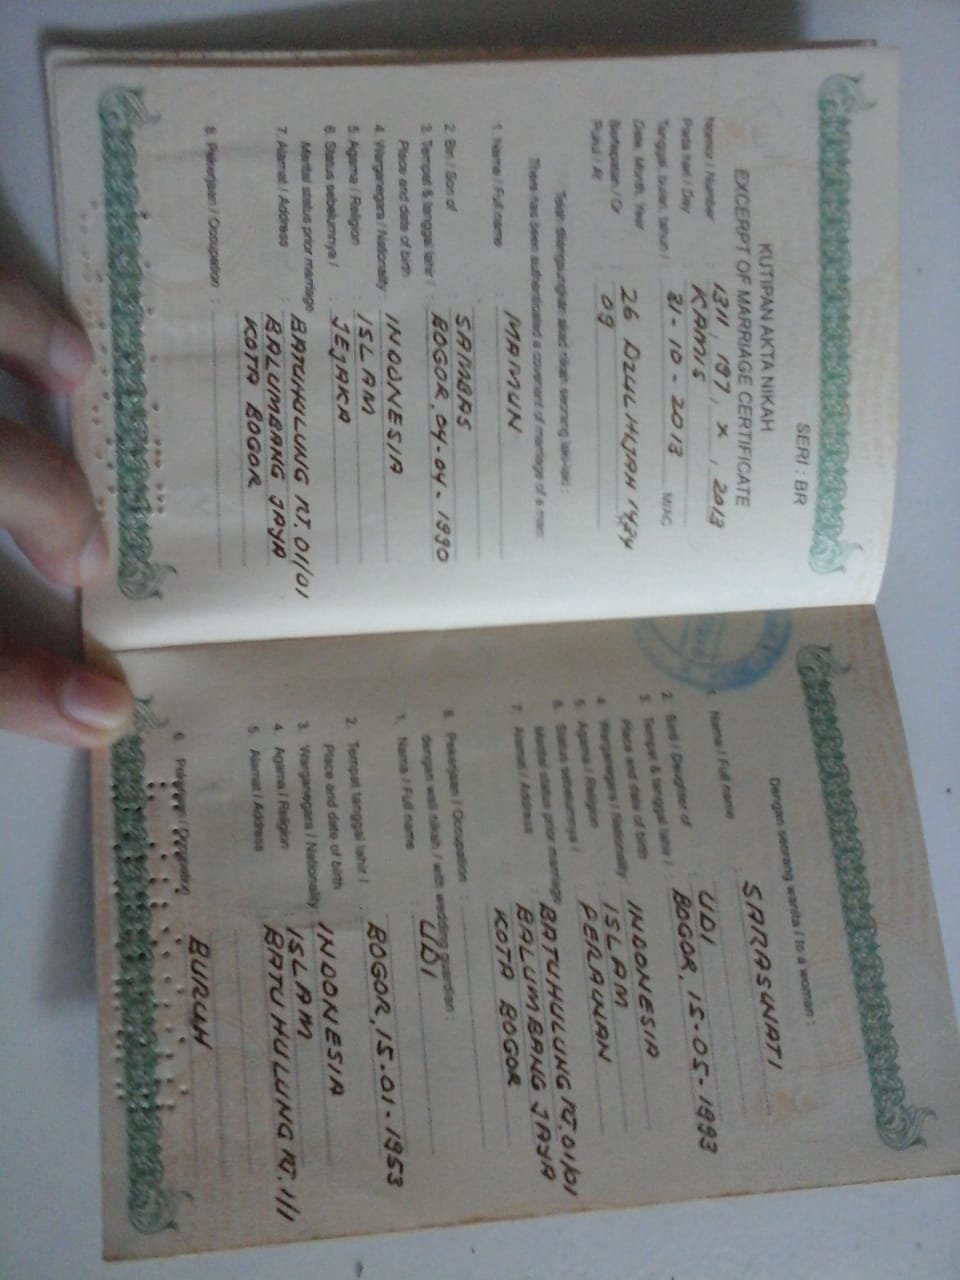 SERI : BR
KUTIPAN AKTA NIKAH
EXCERPT OF MARRIAGE CERTIFICATE
Nomor / Number : 1311, 197, X, 2013
Pada hari / Day : KAMIS
Tanggal, bulan, tahun / : 31-10-2013 M/AC
Date, Month, Year
Bertepatan / Or 26 DZULHIJAH 1434
Pukul / At 09
Telah dilangsungkan akad nikah seorang laki-laki :
There has been authenticated a covenant of marriage of a man:
1. Nama / Full name : MAMUN
2. Bin / Son of : SAMBAS
3. Tempat & tanggal lahir / : BOGOR, 04-04-1990
Place and date of birth
4. Warganegara / Nationality : INDONESIA
5. Agama / Religion : ISLAM
6. Status sebelumnya / : JEJAKA
Marital status prior marriage
7. Alamat / Address : BATUHULUNG RT. 01/01
BALUMBANG JAYA
KOTA BOGOR
8. Pekerjaan / Occupation :
Dengan seorang wanita / to a woman :
1. Nama / Full name : SARASWATI
2. Binti / Daughter of : UDI
3. Tempat & tanggal lahir / : BOGOR, 15-05-1993
Place and date of birth
4. Warganegara / Nationality : INDONESIA
5. Agama / Religion : ISLAM
6. Status sebelumnya / : PERAWAN
Marital status prior marriage
7. Alamat / Address : BATUHULUNG RT. 01/01
BALUMBANG JAYA
KOTA BOGOR
8. Pekerjaan / Occupation :
dengan wali nikah / with wedding guardian :
1. Nama / Full name : UDI
2. Tempat tanggal lahir / : BOGOR, 15-01-1953
Place and date of birth
3. Warganegara / Nationality : INDONESIA
4. Agama / Religion : ISLAM
5. Alamat / Address : BATU HULUNG RT. 1/1
6. Pekerjaan / Occupation BURUH